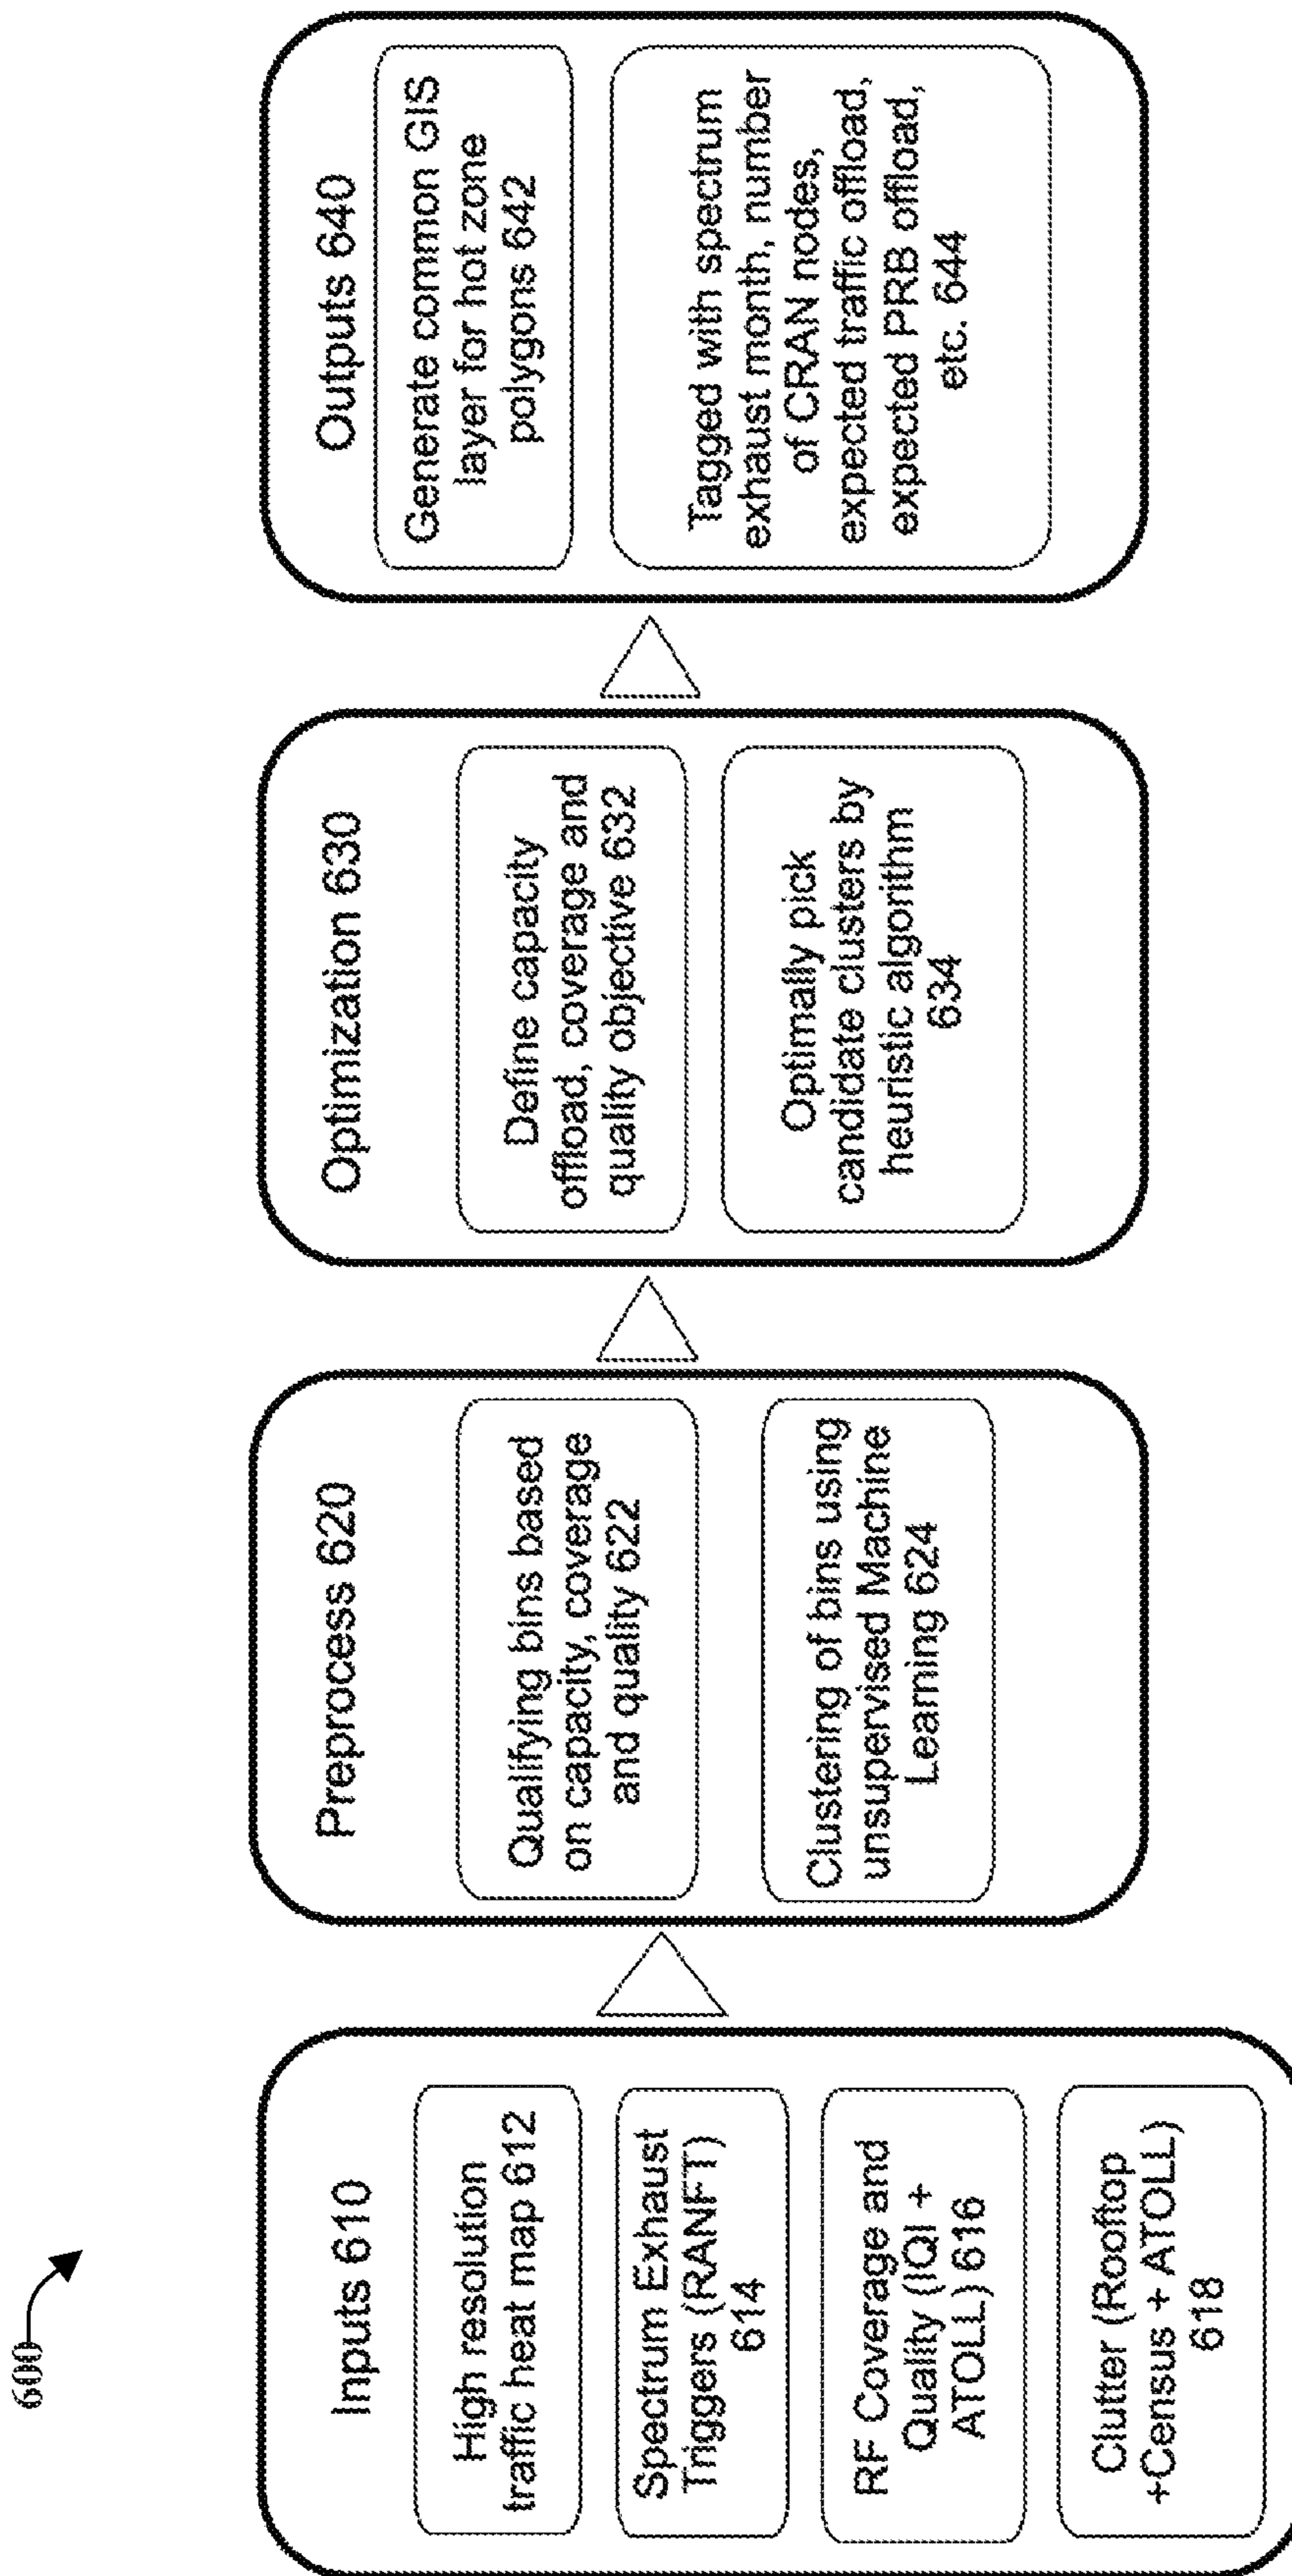 600
Inputs 610
High resolution
traffic heat map 612
Spectrum Exhaust
Triggers (RANFT)
614
RF Coverage and
Quality (IQI +
ATOLL) 616
Clutter (Rooftop
+Census + ATOLL)
618
Preprocess 620
Qualifying bins based
on capacity, coverage
and quality 622
Clustering of bins using
unsupervised Machine
Learning 624
Optimization 630
Define capacity
offload, coverage and
quality objective 632
Optimally pick
candidate clusters by
heuristic algorithm
634
Outputs 640
Generate common GIS
layer for hot zone
polygons 642
Tagged with spectrum
exhaust month, number
of CRAN nodes,
expected traffic offload,
expected PRB offload,
etc. 644